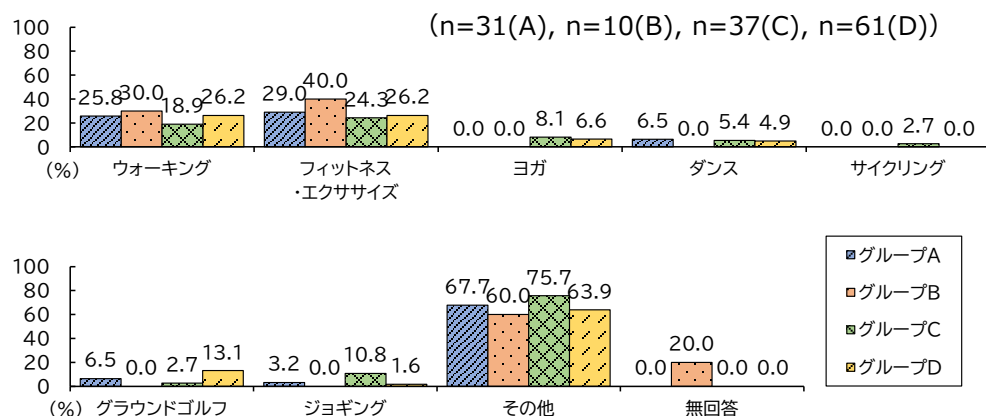 (n=31(A), n=10(B), n=37(C), n=61(D))
100
80
60
40
20
0
25.8 30.0 18.9 26.2
29.0 40.0 24.3 26.2
0.0 0.0 8.1 6.6
6.5 0.0 5.4 4.9
0.0 0.0 2.7 0.0
(%) ウォーキング フィットネス ヨガ ダンス サイクリング
・エクササイズ
100
80
60
40
20
0
6.5 0.0 2.7 13.1
3.2 0.0 10.8 1.6
67.7 60.0 75.7 63.9
0.0 20.0 0.0 0.0
(%) グラウンドゴルフ ジョギング その他 無回答
グループA
グループB
グループC
グループD